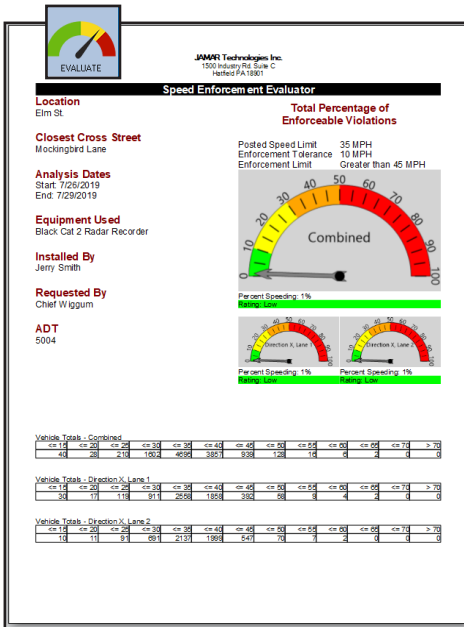 EVALUATE
JAMAR Technologies Inc.
1500 Industry Rd. Suite C
Hatfield PA 18901
Speed Enforcement Evaluator
Location
Elm St.
Closest Cross Street
Mockingbird Lane
Analysis Dates
Start: 7/26/2019
End: 7/29/2019
Equipment Used
Black Cat 2 Radar Recorder
Installed By
Jerry Smith
Requested By
Chief Wiggum
ADT
5004
Total Percentage of
Enforceable Violations
Posted Speed Limit 35 MPH
Enforcement Tolerance 10 MPH
Enforcement Limit Greater than 45 MPH
0 10 20 30 40 50 60 70 80 90 100
Combined
Percent Speeding: 1%
Rating: Low
Direction X, Lane 1
Percent Speeding: 1%
Rating: Low
Direction X, Lane 2
Percent Speeding: 1%
Rating: Low
Vehicle Totals - Combined
<= 15 <= 20 <= 25 <= 30 <= 35 <= 40 <= 45 <= 50 <= 55 <= 60 <= 65 <= 70 > 70
40 28 210 1602 4695 3857 939 128 16 6 2 0 0
Vehicle Totals - Direction X, Lane 1
<= 15 <= 20 <= 25 <= 30 <= 35 <= 40 <= 45 <= 50 <= 55 <= 60 <= 65 <= 70 > 70
30 17 119 911 2558 1858 392 58 9 4 2 0 0
Vehicle Totals - Direction X, Lane 2
<= 15 <= 20 <= 25 <= 30 <= 35 <= 40 <= 45 <= 50 <= 55 <= 60 <= 65 <= 70 > 70
10 11 91 691 2137 1999 547 70 7 2 0 0 0